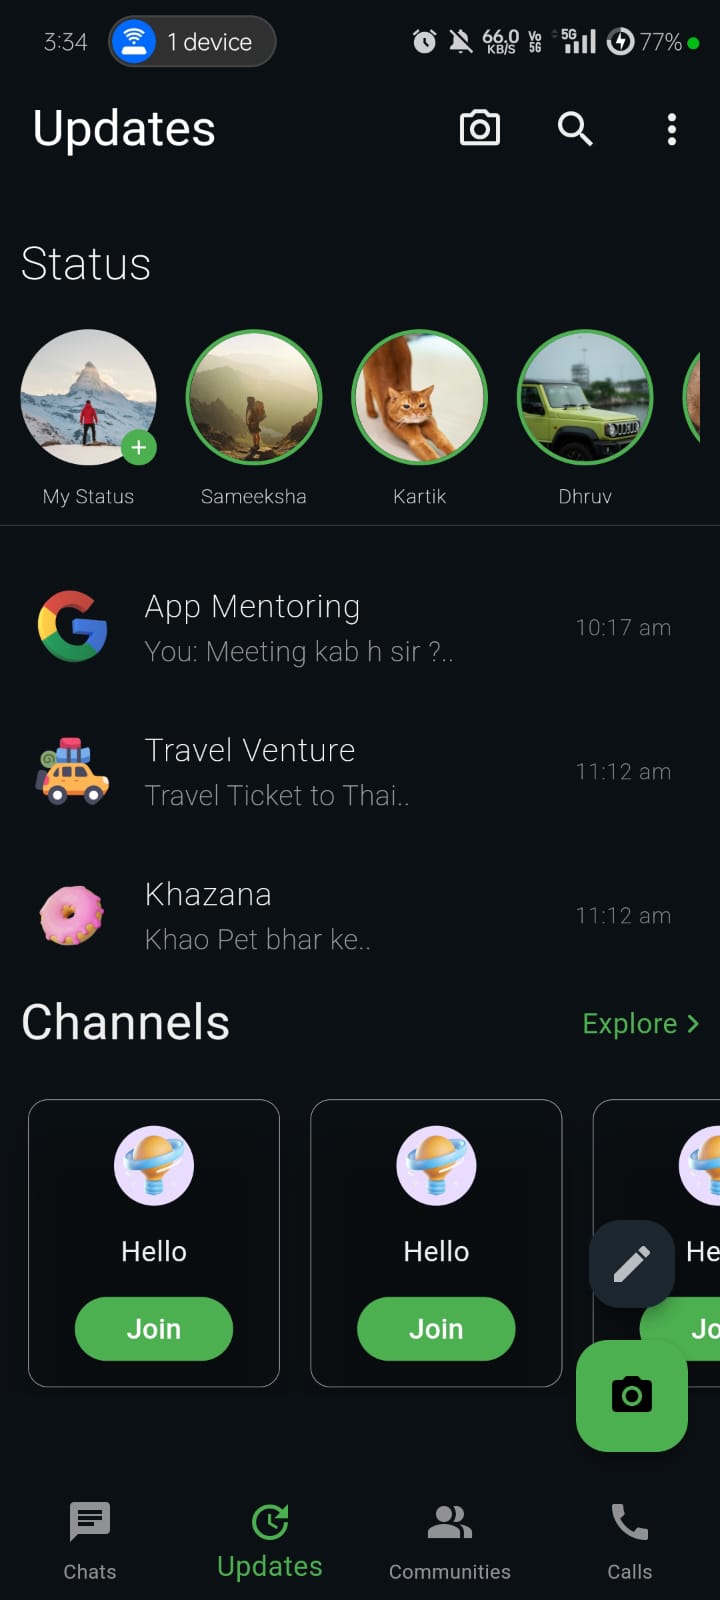 3:34 1 device 66.0 KB/S Vo 5G 5G 77%
Updates
Status
My Status Sameeksha Kartik Dhruv
App Mentoring
You: Meeting kab h sir ?..
10:17 am
Travel Venture
Travel Ticket to Thai..
11:12 am
Khazana
Khao Pet bhar ke..
11:12 am
Channels Explore >
Hello Hello He
Join Join Jo
Chats Updates Communities Calls